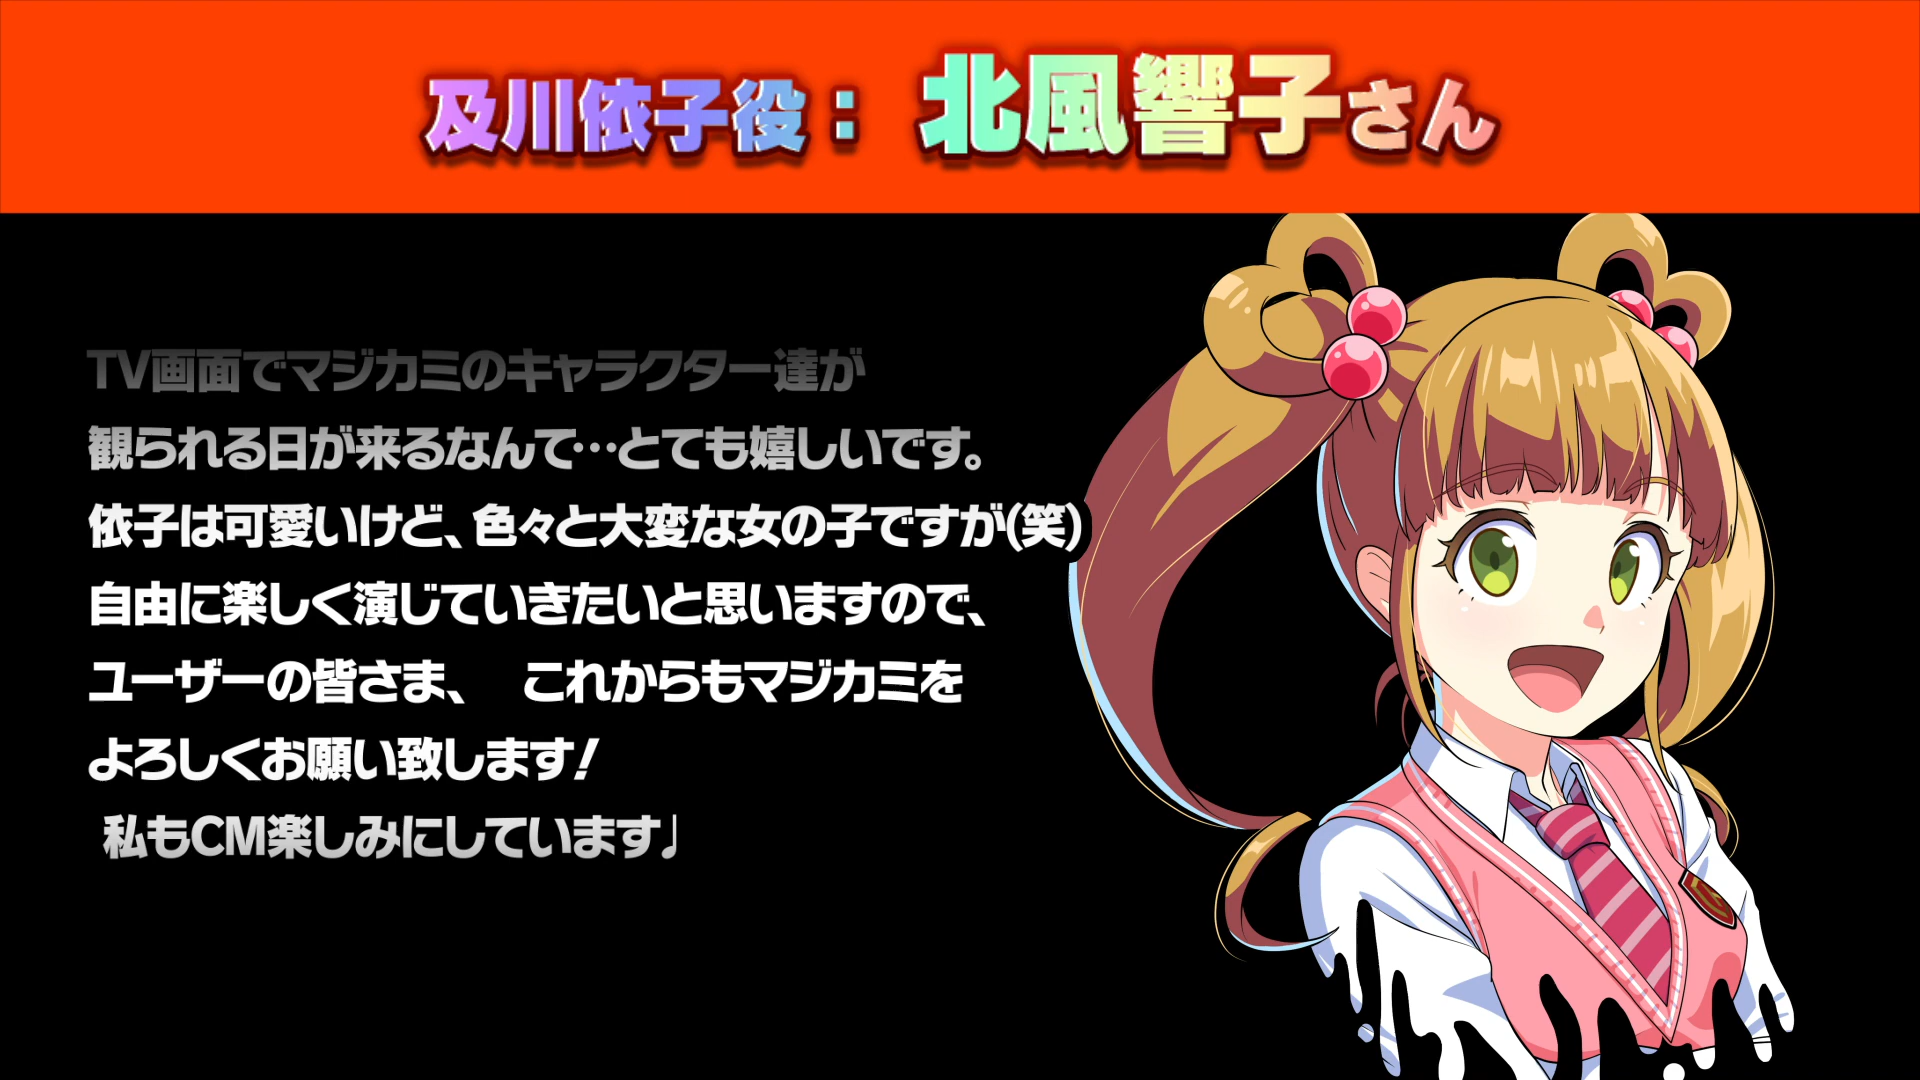 及川依子役： 北風響子さん
TV画面でマジカミのキャラクター達が
観られる日が来るなんて…とても嬉しいです。
依子は可愛いけど、色々と大変な女の子ですが(笑)
自由に楽しく演じていきたいと思いますので、
ユーザーの皆さま、　これからもマジカミを
よろしくお願い致します!
私もCM楽しみにしています♩